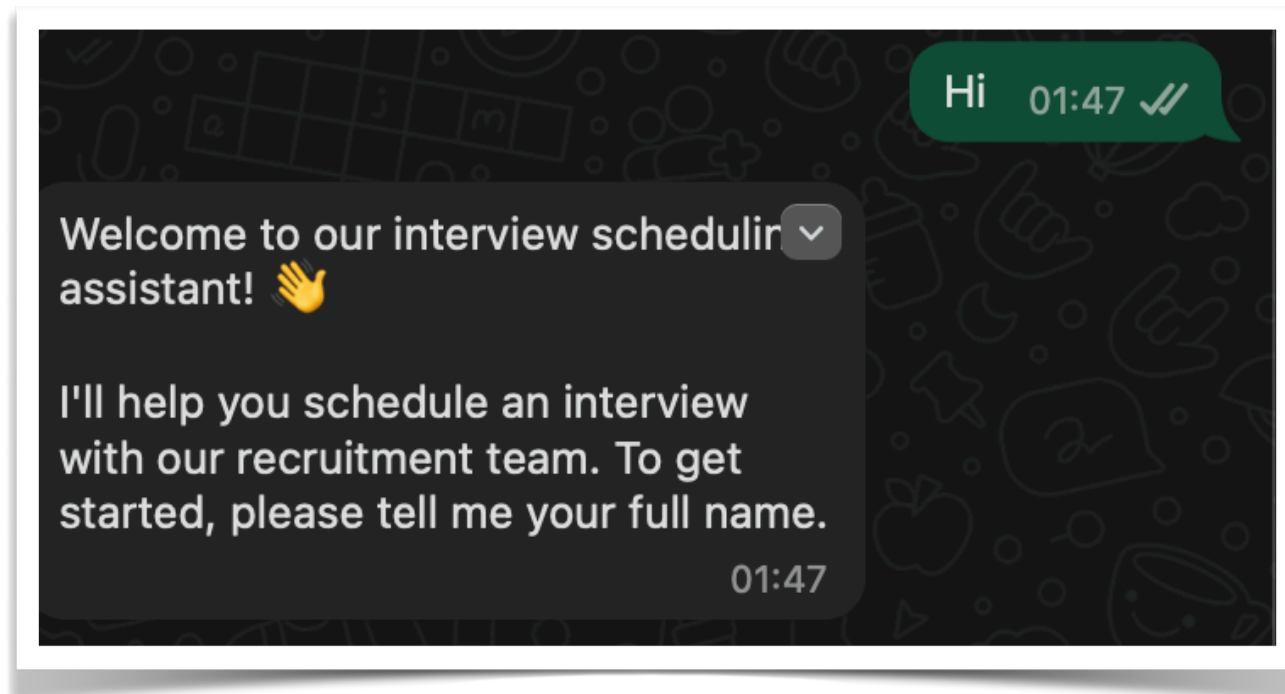 Hi 01:47
Welcome to our interview
assistant! 👋
I'll help you schedule an interview
with our recruitment team. To get
started, please tell me your full name.
01:47